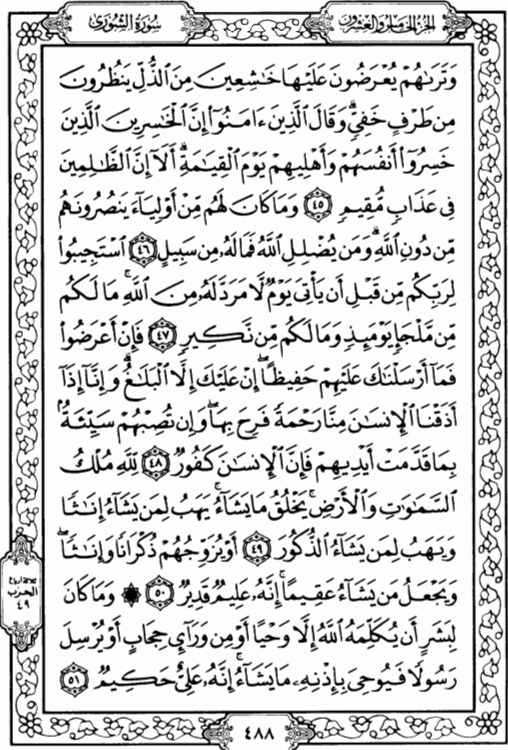 الجزء الخامس والعشرون
سورة الشورى
وَتَرَىٰهُمْ يُعْرَضُونَ عَلَيْهَا خَٰشِعِينَ مِنَ ٱلذُّلِّ يَنظُرُونَ
مِن طَرْفٍ خَفِىٍّ ۗ وَقَالَ ٱلَّذِينَ ءَامَنُوٓا۟ إِنَّ ٱلْخَٰسِرِينَ ٱلَّذِينَ
خَسِرُوٓا۟ أَنفُسَهُمْ وَأَهْلِيهِمْ يَوْمَ ٱلْقِيَٰمَةِ ۗ أَلَآ إِنَّ ٱلظَّٰلِمِينَ
فِى عَذَابٍ مُّقِيمٍ ٤٥ وَمَا كَانَ لَهُم مِّنْ أَوْلِيَآءَ يَنصُرُونَهُم
مِّن دُونِ ٱللَّهِ ۗ وَمَن يُضْلِلِ ٱللَّهُ فَمَا لَهُۥ مِن سَبِيلٍ ٤٦ ٱسْتَجِيبُوا۟
لِرَبِّكُم مِّن قَبْلِ أَن يَأْتِىَ يَوْمٌ لَّا مَرَدَّ لَهُۥ مِنَ ٱللَّهِ ۚ مَا لَكُم
مِّن مَّلْجَإٍ يَوْمَئِذٍ وَمَا لَكُم مِّن نَّكِيرٍ ٤٧ فَإِنْ أَعْرَضُوا۟
فَمَآ أَرْسَلْنَٰكَ عَلَيْهِمْ حَفِيظًا ۖ إِنْ عَلَيْكَ إِلَّا ٱلْبَلَٰغُ ۗ وَإِنَّآ إِذَآ
أَذَقْنَا ٱلْإِنسَٰنَ مِنَّا رَحْمَةً فَرِحَ بِهَا ۖ وَإِن تُصِبْهُمْ سَيِّئَةٌۢ
بِمَا قَدَّمَتْ أَيْدِيهِمْ فَإِنَّ ٱلْإِنسَٰنَ كَفُورٌ ٤٨ لِّلَّهِ مُلْكُ
ٱلسَّمَٰوَٰتِ وَٱلْأَرْضِ ۚ يَخْلُقُ مَا يَشَآءُ ۚ يَهَبُ لِمَن يَشَآءُ إِنَٰثًا
وَيَهَبُ لِمَن يَشَآءُ ٱلذُّكُورَ ٤٩ أَوْ يُزَوِّجُهُمْ ذُكْرَانًا وَإِنَٰثًا ۖ
وَيَجْعَلُ مَن يَشَآءُ عَقِيمًا ۚ إِنَّهُۥ عَلِيمٌ قَدِيرٌ ٥٠ ۞ وَمَا كَانَ
لِبَشَرٍ أَن يُكَلِّمَهُ ٱللَّهُ إِلَّا وَحْيًا أَوْ مِن وَرَآئِ حِجَابٍ أَوْ يُرْسِلَ
رَسُولًا فَيُوحِىَ بِإِذْنِهِۦ مَا يَشَآءُ ۚ إِنَّهُۥ عَلِىٌّ حَكِيمٌ ٥١
الحزب
٤٩
٤٨٨